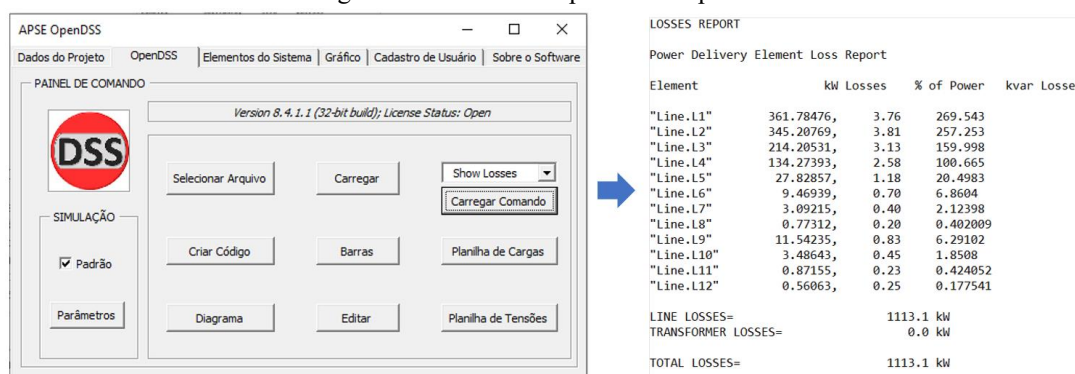 APSE OpenDSS
Dados do Projeto OpenDSS Elementos do Sistema Gráfico Cadastro de Usuário Sobre o Software
PAINEL DE COMANDO
Version 8.4.1.1 (32-bit build); License Status: Open
DSS
Selecionar Arquivo Carregar Show Losses
Carregar Comando
SIMULAÇÃO
Padrão
Criar Código Barras Planilha de Cargas
Parâmetros
Diagrama Editar Planilha de Tensões
LOSSES REPORT
Power Delivery Element Loss Report
Element kW Losses % of Power kvar Losse
"Line.L1" 361.78476, 3.76 269.543
"Line.L2" 345.20769, 3.81 257.253
"Line.L3" 214.20531, 3.13 159.998
"Line.L4" 134.27393, 2.58 100.665
"Line.L5" 27.82857, 1.18 20.4983
"Line.L6" 9.46939, 0.70 6.8604
"Line.L7" 3.09215, 0.40 2.12398
"Line.L8" 0.77312, 0.20 0.402009
"Line.L9" 11.54235, 0.83 6.29102
"Line.L10" 3.48643, 0.45 1.8508
"Line.L11" 0.87155, 0.23 0.424052
"Line.L12" 0.56063, 0.25 0.177541
LINE LOSSES= 1113.1 kW
TRANSFORMER LOSSES= 0.0 kW
TOTAL LOSSES= 1113.1 kW